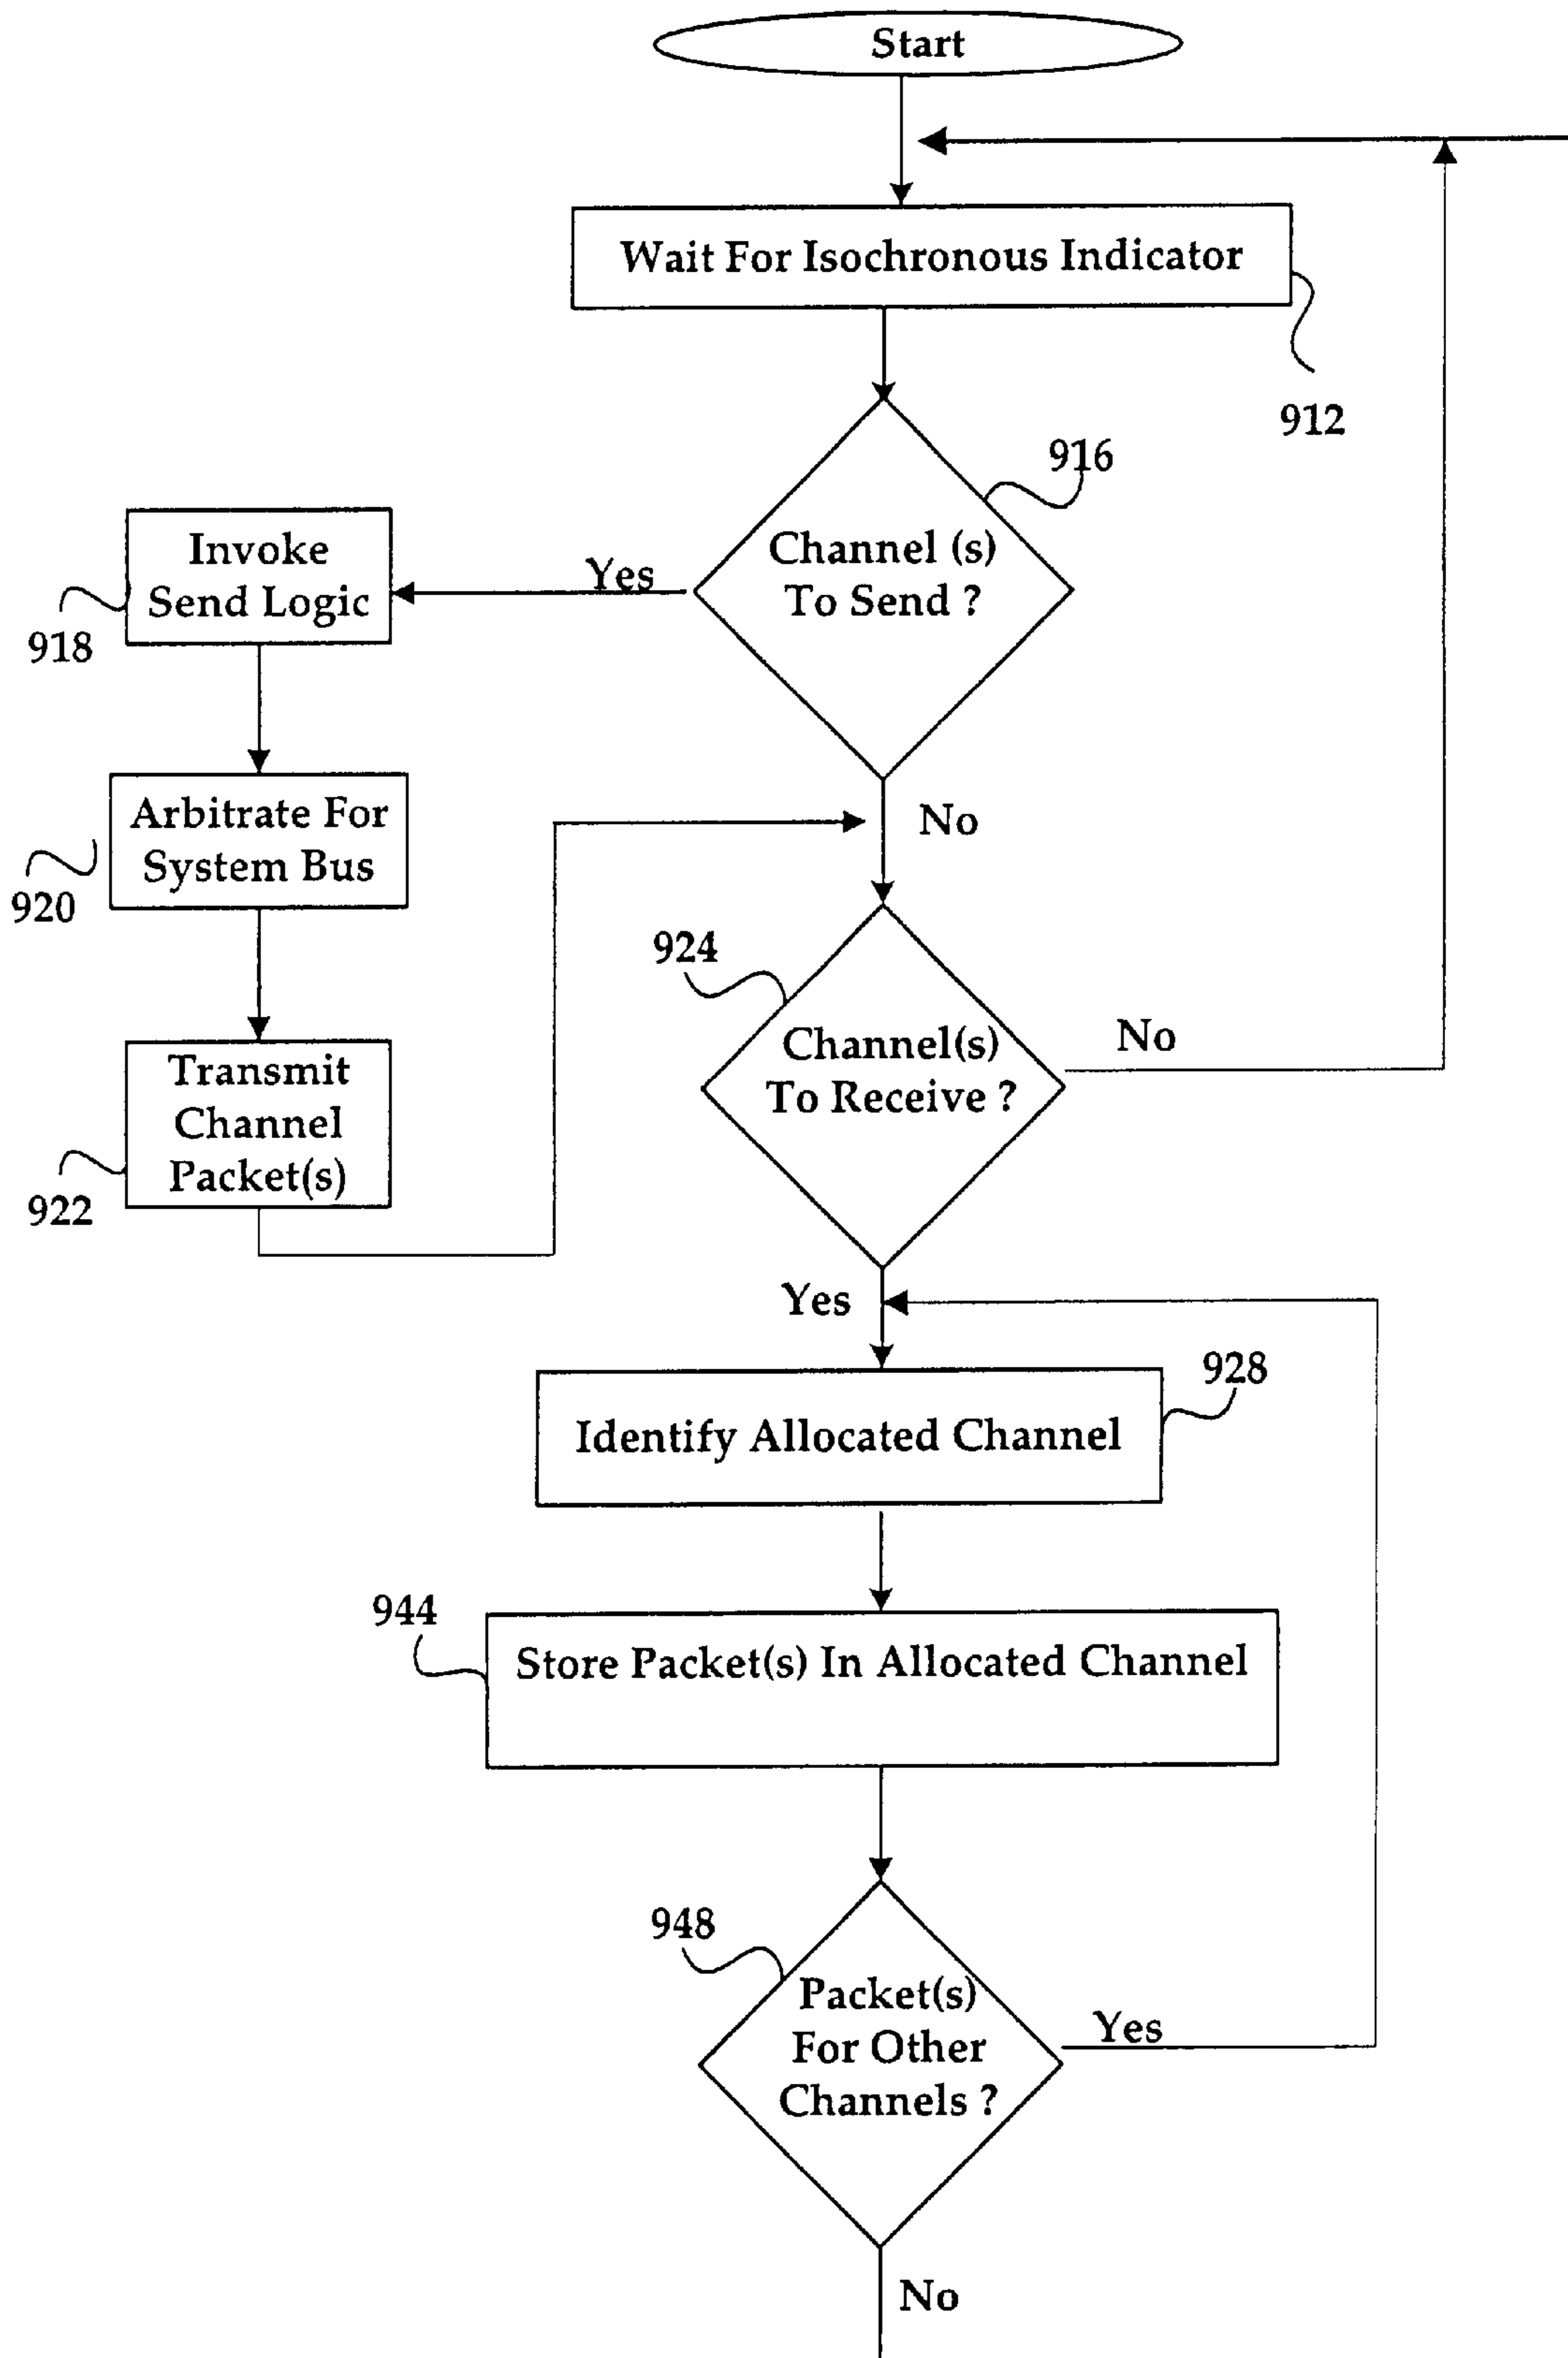 Start
Wait For Isochronous Indicator
912
916
Channel (s)
To Send ?
Yes
Invoke
Send Logic
918
No
Arbitrate For
System Bus
920
924
Channel(s)
To Receive ?
No
Transmit
Channel
Packet(s)
922
Yes
928
Identify Allocated Channel
944
Store Packet(s) In Allocated Channel
948
Packet(s)
For Other
Channels ?
Yes
No